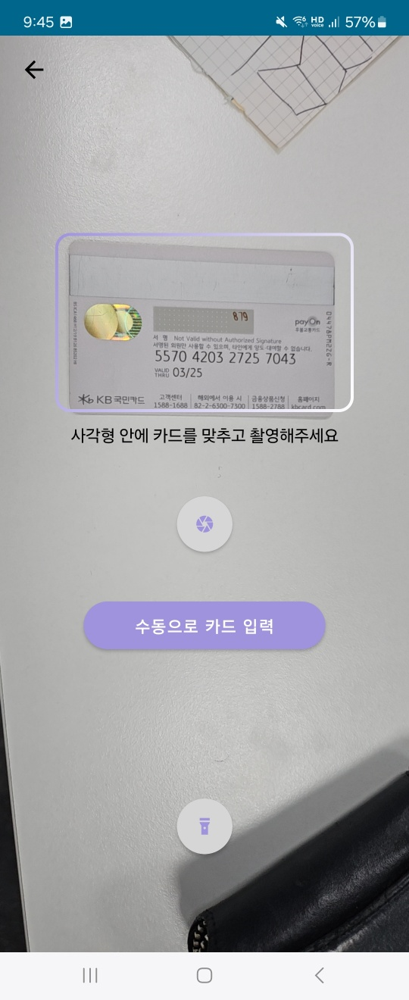 9:45 HD voice 57%
879
payOn
후불교통카드
서 명 Not Valid without Authorized Signature
서명된 회원만 사용할 수 있으며, 타인에게 양도·대여할 수 없습니다.
5570 4203 2725 7043
VALID THRU 03/25
KB국민카드
고객센터 해외에서 이용 시 금융상품신청 홈페이지
1588-1688 82-2-6300-7300 1588-2788 kbcard.com
사각형 안에 카드를 맞추고 촬영해주세요
수동으로 카드 입력